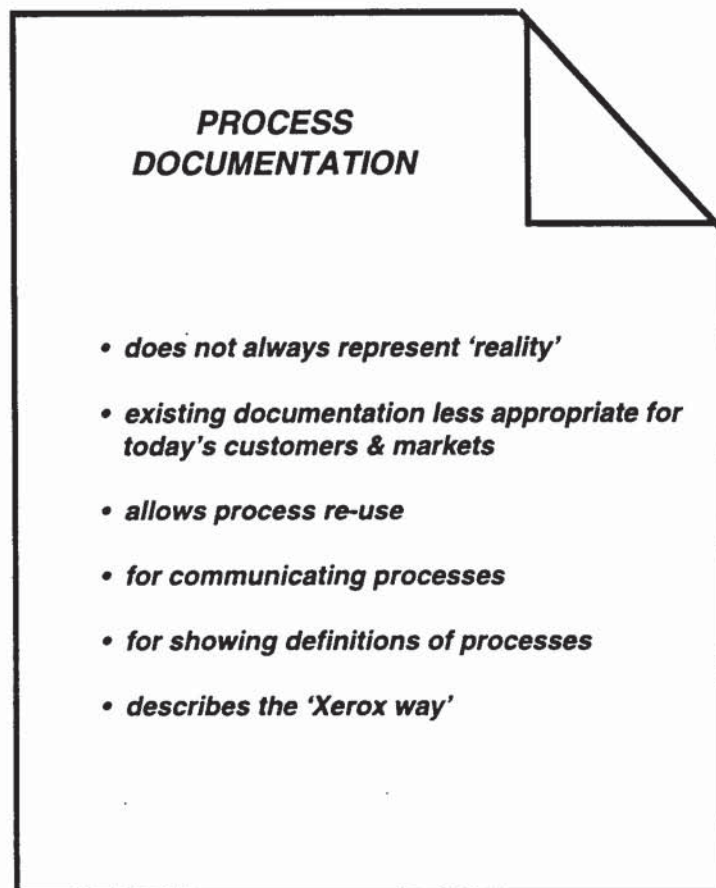 PROCESS
DOCUMENTATION
• does not always represent ‘reality’
• existing documentation less appropriate for
today's customers & markets
• allows process re-use
• for communicating processes
• for showing definitions of processes
• describes the ‘Xerox way’